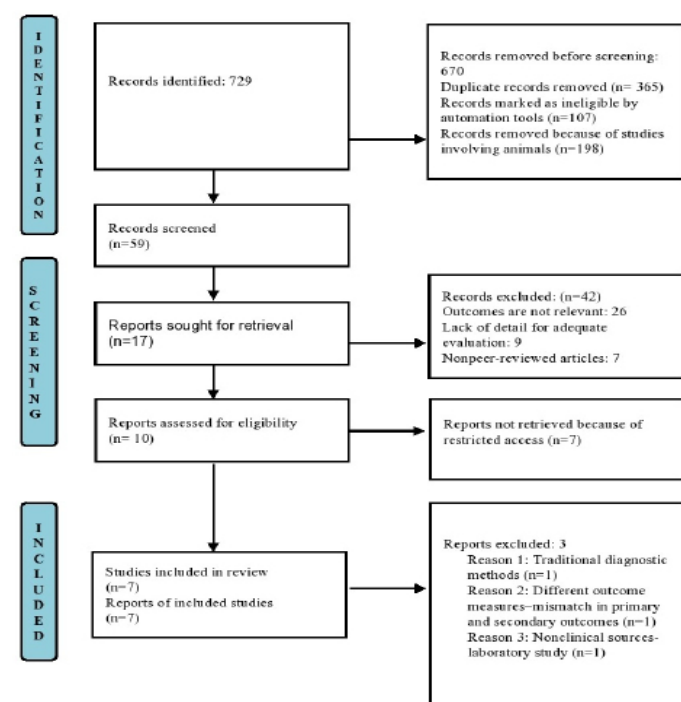 IDENTIFICATION
Records identified: 729
Records removed before screening:
670
Duplicate records removed (n= 365)
Records marked as ineligible by
automation tools (n=107)
Records removed because of studies
involving animals (n=198)
Records screened
(n=59)
SCREENING
Reports sought for retrieval
(n=17)
Records excluded: (n=42)
Outcomes are not relevant: 26
Lack of detail for adequate
evaluation: 9
Nonpeer-reviewed articles: 7
Reports assessed for eligibility
(n= 10)
Reports not retrieved because of
restricted access (n=7)
INCLUDED
Studies included in review
(n=7)
Reports of included studies
(n=7)
Reports excluded: 3
Reason 1: Traditional diagnostic
methods (n=1)
Reason 2: Different outcome
measures–mismatch in primary
and secondary outcomes (n=1)
Reason 3: Nonclinical sources-
laboratory study (n=1)